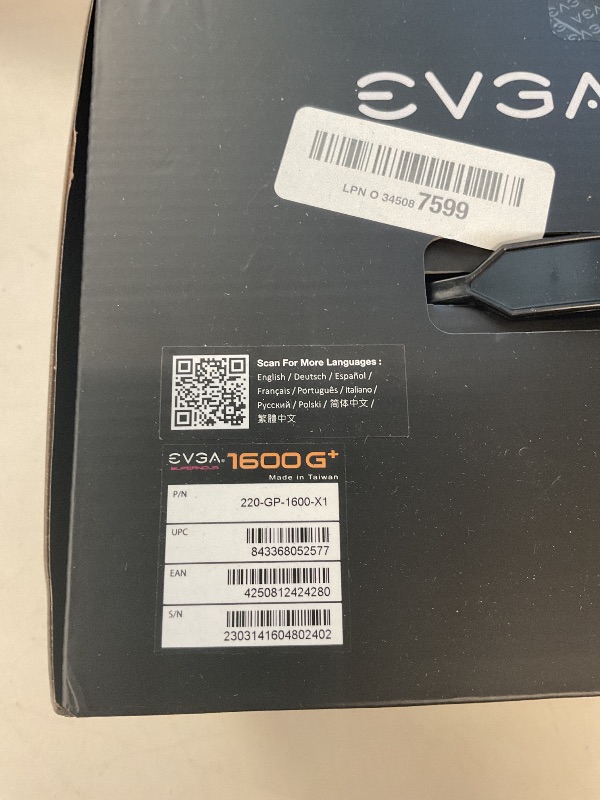 EVGA
LPN O 34508 7599
Scan For More Languages :
English / Deutsch / Español /
Français / Português / Italiano /
Русский / Polski / 简体中文 /
繁體中文
EVGA® 1600 G+
SUPERNOVA
Made in Taiwan
P/N
220-GP-1600-X1
UPC
843368052577
EAN
4250812424280
S/N
2303141604802402